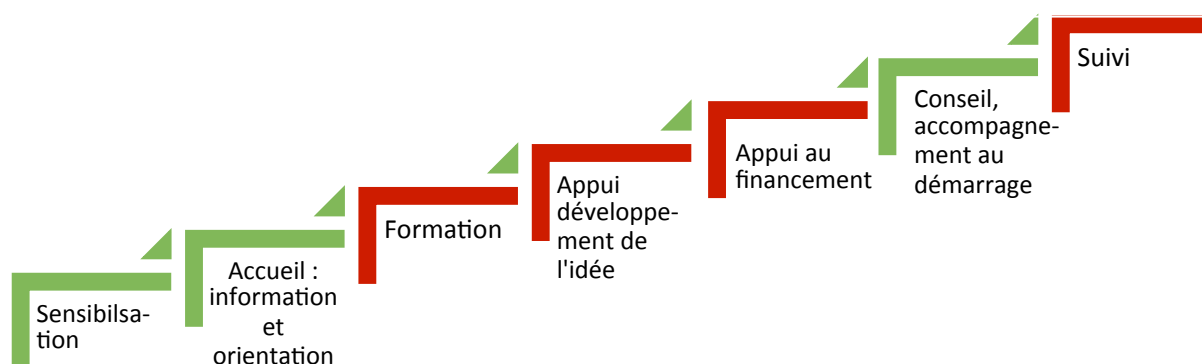 Sensibilsa-
tion
Accueil :
information
et
orientation
Formation
Appui
développe-
ment de
l'idée
Appui au
financement
Conseil,
accompagne-
ment au
démarrage
Suivi